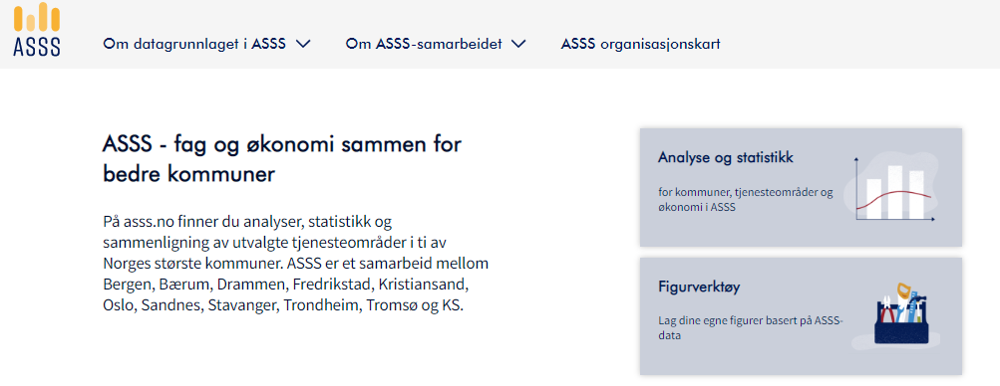 ASSS
Om datagrunnlaget i ASSS
Om ASSS-samarbeidet
ASSS organisasjonskart
ASSS - fag og økonomi sammen for
bedre kommuner
På asss.no finner du analyser, statistikk og
sammenligning av utvalgte tjenesteområder i ti av
Norges største kommuner. ASSS er et samarbeid mellom
Bergen, Bærum, Drammen, Fredrikstad, Kristiansand,
Oslo, Sandnes, Stavanger, Trondheim, Tromsø og KS.
Analyse og statistikk
for kommuner, tjenesteområder og
økonomi i ASSS
Figurverktøy
Lag dine egne figurer basert på ASSS-
data